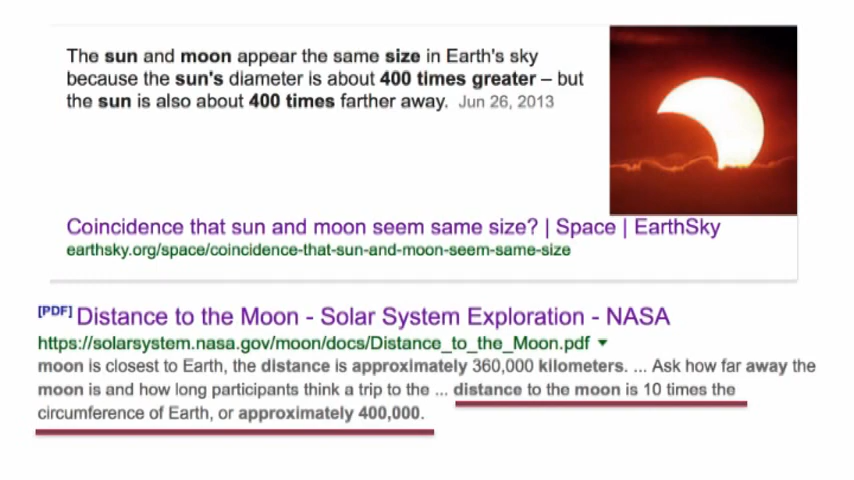 The sun and moon appear the same size in Earth's sky
because the sun's diameter is about 400 times greater – but
the sun is also about 400 times farther away. Jun 26, 2013
Coincidence that sun and moon seem same size? | Space | EarthSky
earthsky.org/space/coincidence-that-sun-and-moon-seem-same-size
[PDF] Distance to the Moon - Solar System Exploration - NASA
https://solarsystem.nasa.gov/moon/docs/Distance_to_the_Moon.pdf
moon is closest to Earth, the distance is approximately 360,000 kilometers. ... Ask how far away the
moon is and how long participants think a trip to the ... distance to the moon is 10 times the
circumference of Earth, or approximately 400,000.